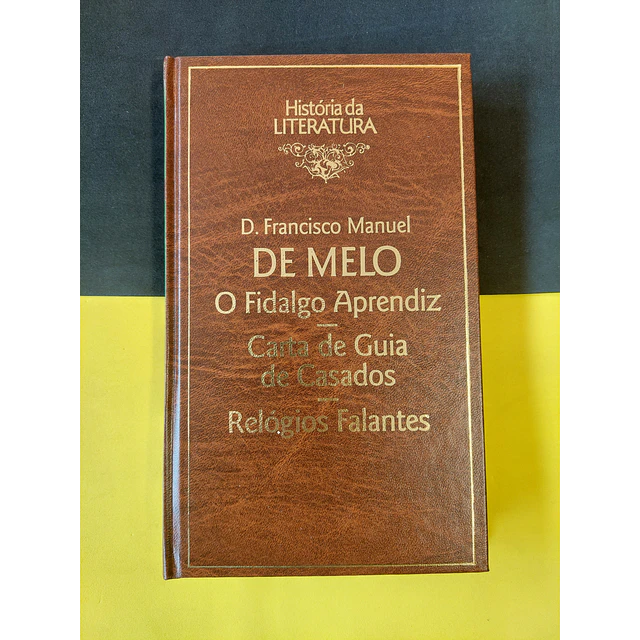 História da
LITERATURA
D. Francisco Manuel
DE MELO
O Fidalgo Aprendiz
Carta de Guia
de Casados
Relógios Falantes